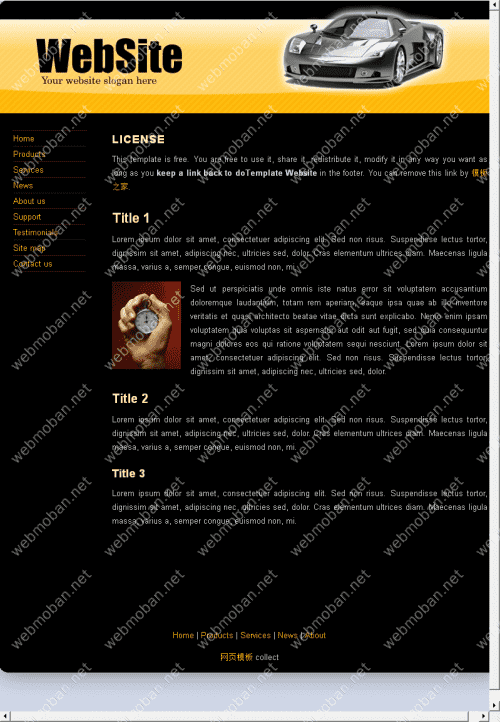 WebSite
Your website slogan here
Home
Products
Services
News
About us
Support
Testimonials
Site map
Contact us
LICENSE
This template is free. You are free to use it, share it, redistribute it, modify it in any way you want as
long as you keep a link back to doTemplate Website in the footer. You can remove this link by 模板
之家.
Title 1
Lorem ipsum dolor sit amet, consectetuer adipiscing elit. Sed non risus. Suspendisse lectus tortor,
dignissim sit amet, adipiscing nec, ultricies sed, dolor. Cras elementum ultrices diam. Maecenas ligula
massa, varius a, semper congue, euismod non, mi.
Sed ut perspiciatis unde omnis iste natus error sit voluptatem accusantium
doloremque laudantium, totam rem aperiam, eaque ipsa quae ab illo inventore
veritatis et quasi architecto beatae vitae dicta sunt explicabo. Nemo enim ipsam
voluptatem quia voluptas sit aspernatur aut odit aut fugit, sed quia consequuntur
magni dolores eos qui ratione voluptatem sequi nesciunt. Lorem ipsum dolor sit
amet, consectetuer adipiscing elit. Sed non risus. Suspendisse lectus tortor,
dignissim sit amet, adipiscing nec, ultricies sed, dolor.
Title 2
Lorem ipsum dolor sit amet, consectetuer adipiscing elit. Sed non risus. Suspendisse lectus tortor,
dignissim sit amet, adipiscing nec, ultricies sed, dolor. Cras elementum ultrices diam. Maecenas ligula
massa, varius a, semper congue, euismod non, mi.
Title 3
Lorem ipsum dolor sit amet, consectetuer adipiscing elit. Sed non risus. Suspendisse lectus tortor,
dignissim sit amet, adipiscing nec, ultricies sed, dolor. Cras elementum ultrices diam. Maecenas ligula
massa, varius a, semper congue, euismod non, mi.
Home | Products | Services | News | About
网页模板 collect
webmoban.net